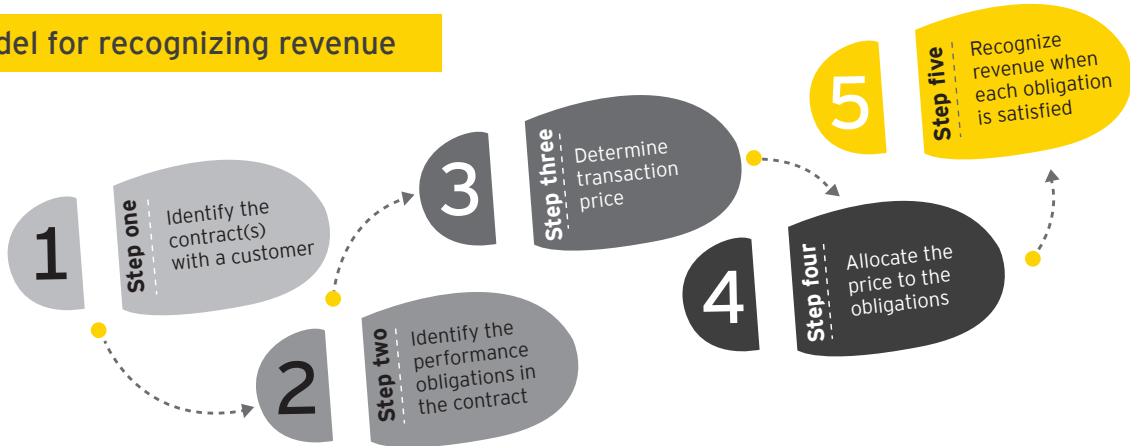 del for recognizing revenue
1
Step one
Identify the
contract(s)
with a customer
2
Step two
Identify the
performance
obligations in
the contract
3
Step three
Determine
transaction
price
4
Step four
Allocate the
price to the
obligations
5
Step five
Recognize
revenue when
each obligation
is satisfied